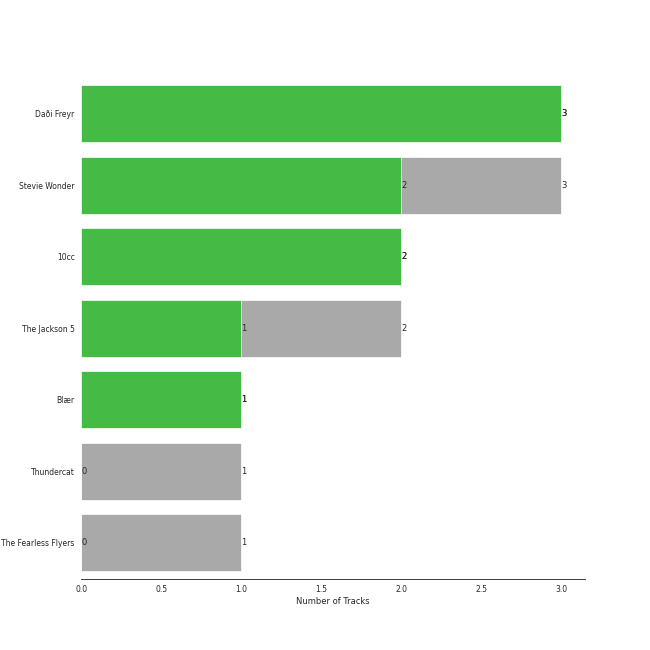 Daði Freyr 3
Stevie Wonder 2 3
10cc 2
The Jackson 5 1 2
Blær 1
Thundercat 0 1
The Fearless Flyers 0 1
0.0 0.5 1.0 1.5 2.0 2.5 3.0
Number of Tracks